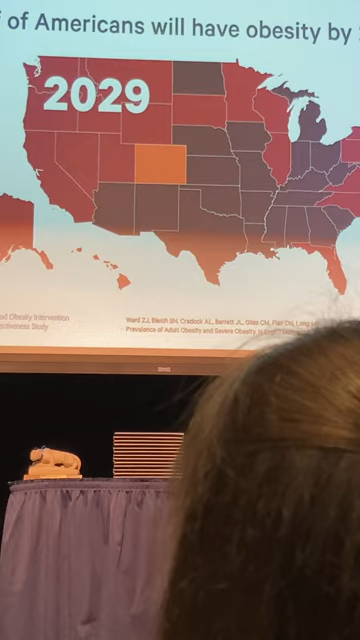 of Americans will have obesity by
2029
od Obesity Intervention
ectiveness Study
Ward ZJ, Bleich SN, Cradock AL, Barrett JL, Giles CM, Flax CN, Long
Prevalence of Adult Obesity and Severe Obesity